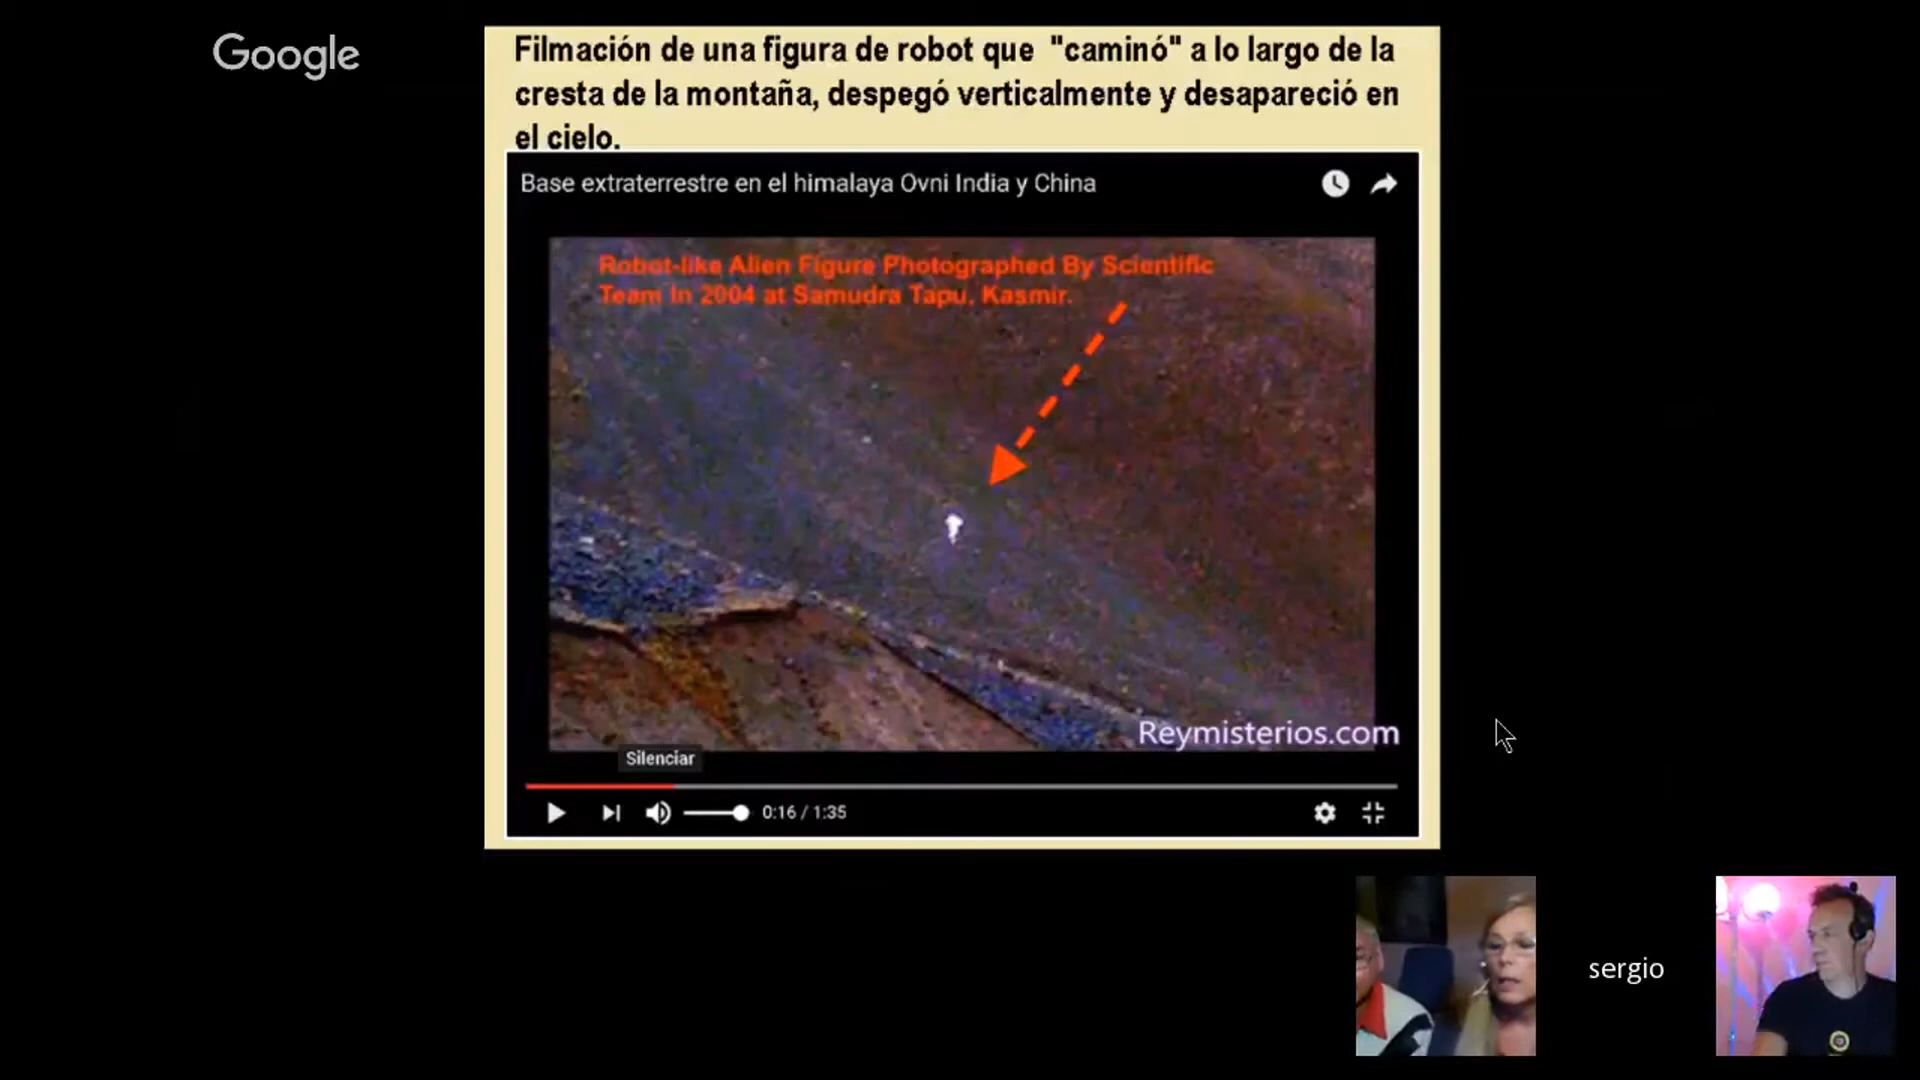 Google
Filmación de una figura de robot que "caminó" a lo largo de la
cresta de la montaña, despegó verticalmente y desapareció en
el cielo.
Base extraterrestre en el himalaya Ovni India y China
Robot-like Alien Figure Photographed By Scientific
Team In 2004 at Samudra Tapu, Kasmir.
Reymisterios.com
Silenciar
0:16 / 1:35
sergio